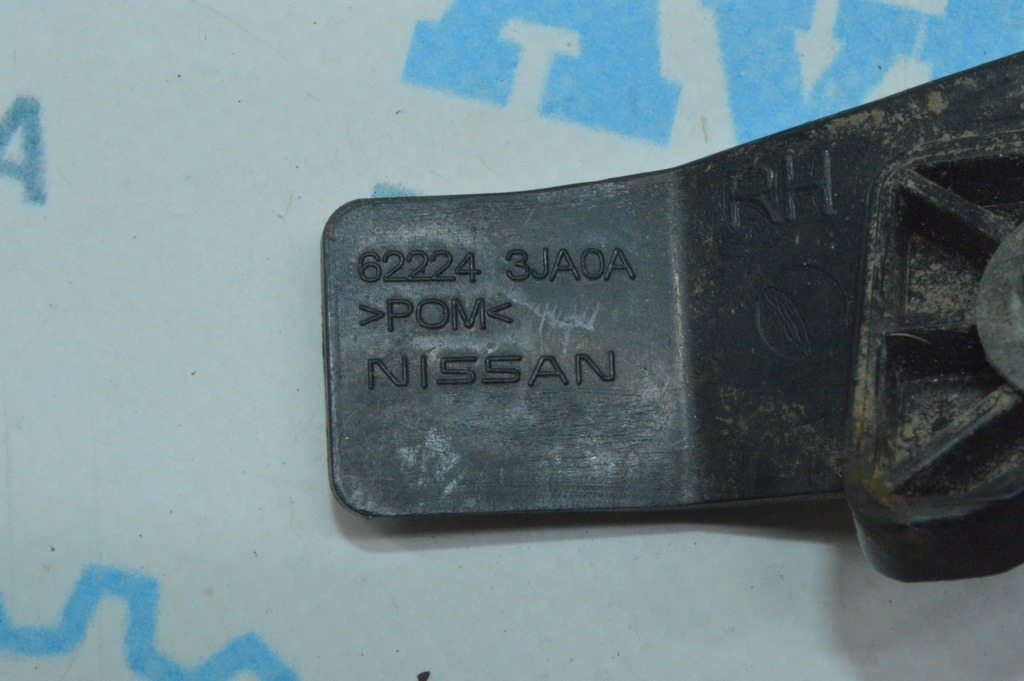 RH
62224 3JA0A
>POM<
NISSAN